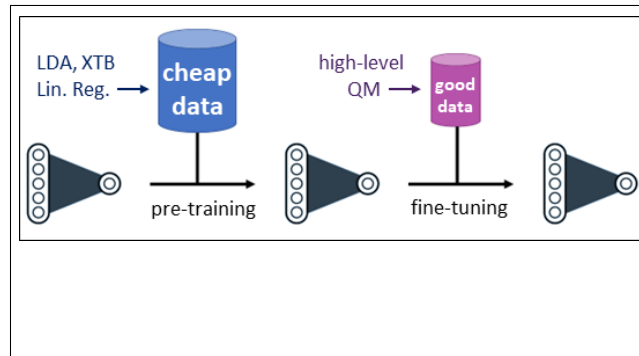 LDA, XTB
Lin. Reg.
cheap
data
high-level
QM
good
data
pre-training
fine-tuning